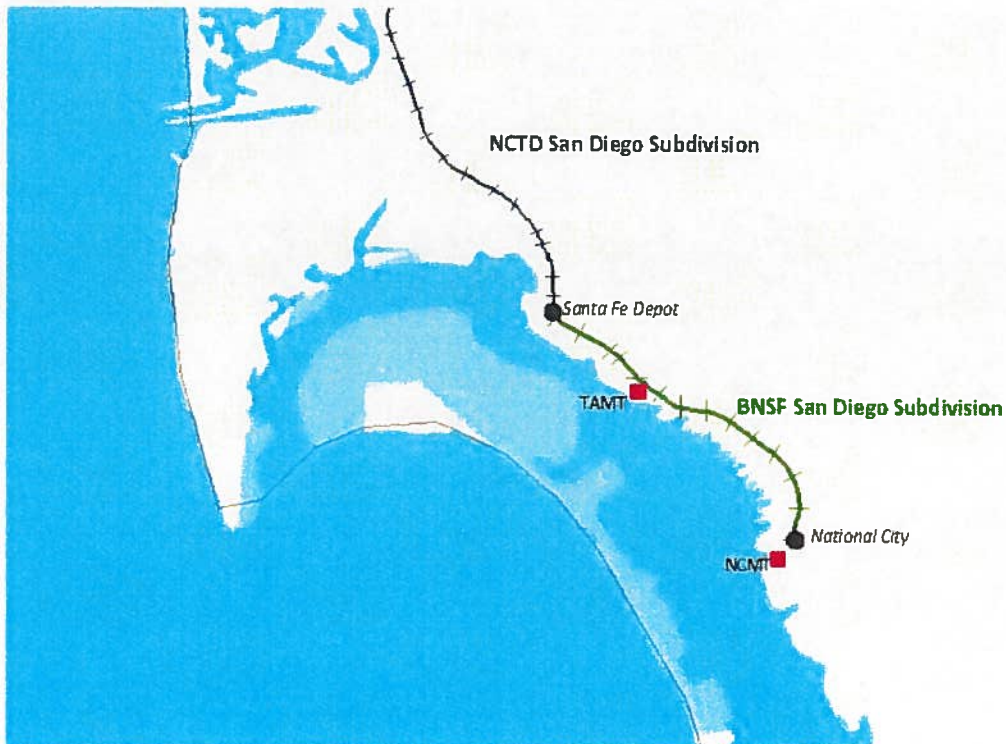 NCTD San Diego Subdivision
Santa Fe Depot
TAMT
BNSF San Diego Subdivision
National City
NCMT